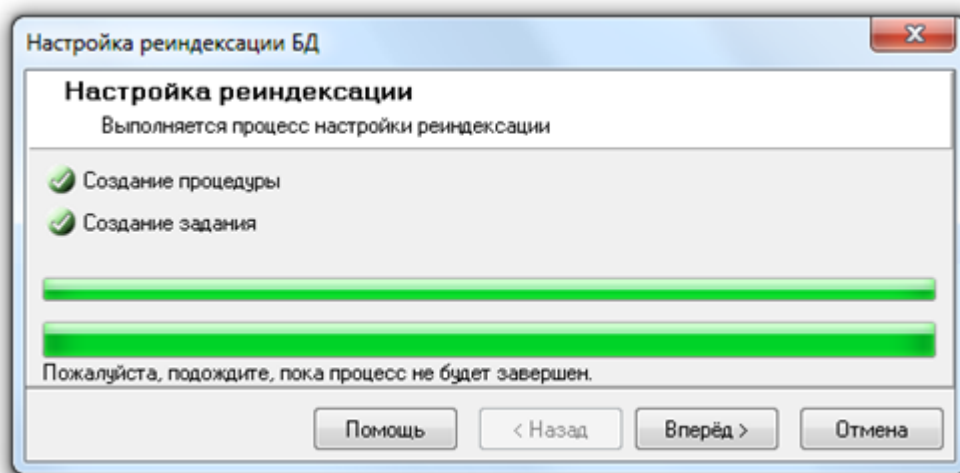 Настройка реиндексации БД
Настройка реиндексации
Выполняется процесс настройки реиндексации
Создание процедуры
Создание задания
Пожалуйста, подождите, пока процесс не будет завершен.
Помощь
< Назад
Вперёд >
Отмена